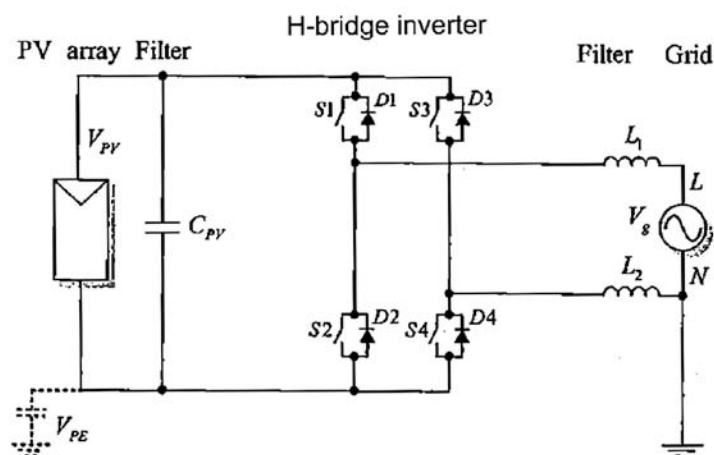 H-bridge inverter
PV array Filter
Filter Grid
S1 D1 S3 D3
V_PV
L_1
L
V_g
C_PV
L_2 N
S2 D2 S4 D4
V_PE